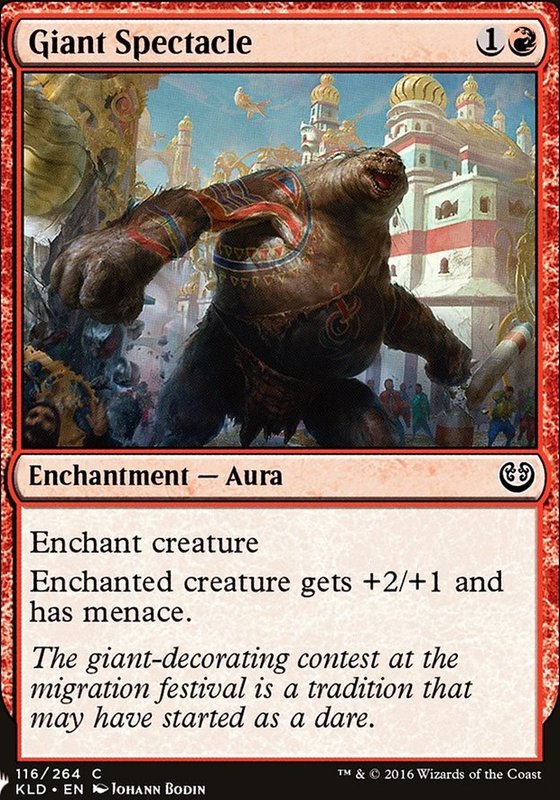 Giant Spectacle 1
Enchantment — Aura
Enchant creature
Enchanted creature gets +2/+1 and
has menace.
The giant-decorating contest at the
migration festival is a tradition that
may have started as a dare.
116/264 C
KLD • EN Johann Bodin
™ & © 2016 Wizards of the Coast